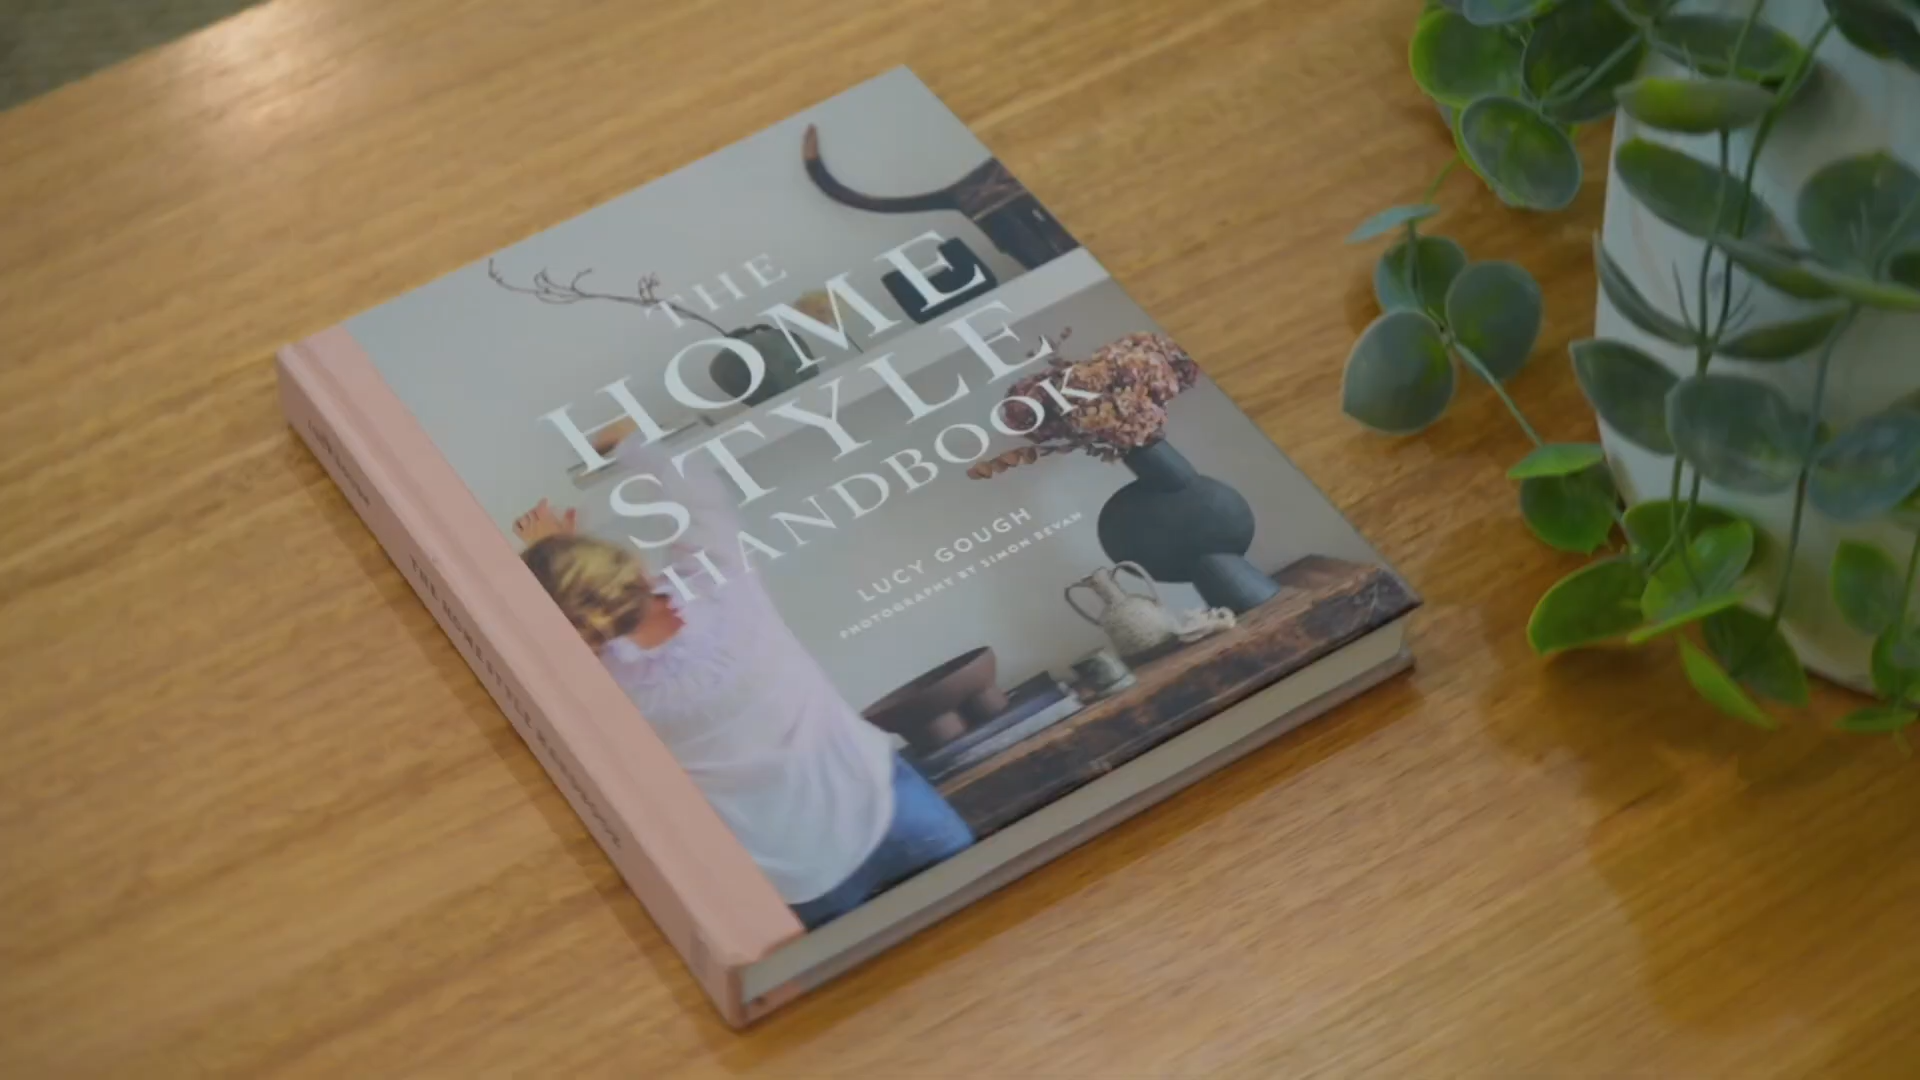 THE
HOME
STYLE
HANDBOOK
LUCY GOUGH
PHOTOGRAPHY BY SIMON BEVAN
THE HOME STYLE HANDBOOK